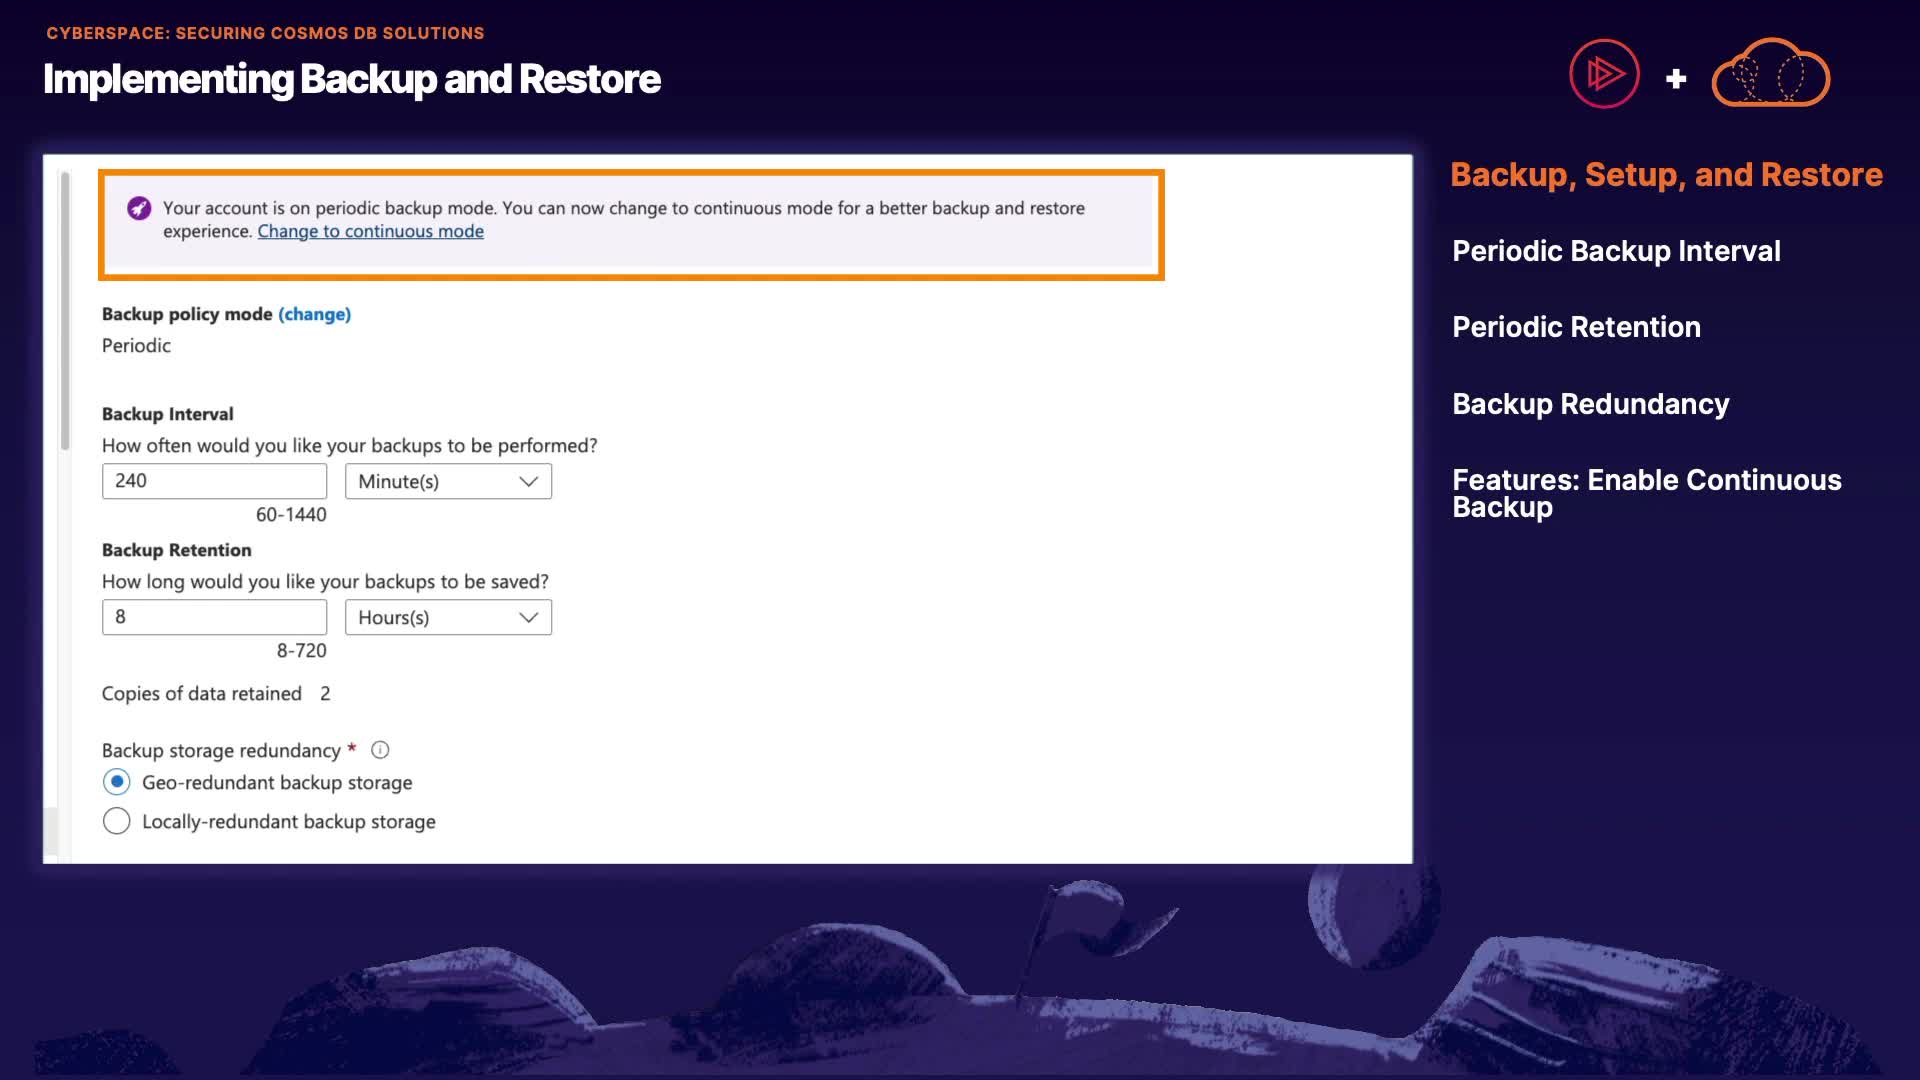 CYBERSPACE: SECURING COSMOS DB SOLUTIONS
Implementing Backup and Restore
+
Your account is on periodic backup mode. You can now change to continuous mode for a better backup and restore
experience. Change to continuous mode
Backup policy mode (change)
Periodic
Backup Interval
How often would you like your backups to be performed?
240 Minute(s)
60-1440
Backup Retention
How long would you like your backups to be saved?
8 Hours(s)
8-720
Copies of data retained 2
Backup storage redundancy *
Geo-redundant backup storage
Locally-redundant backup storage
Backup, Setup, and Restore
Periodic Backup Interval
Periodic Retention
Backup Redundancy
Features: Enable Continuous
Backup